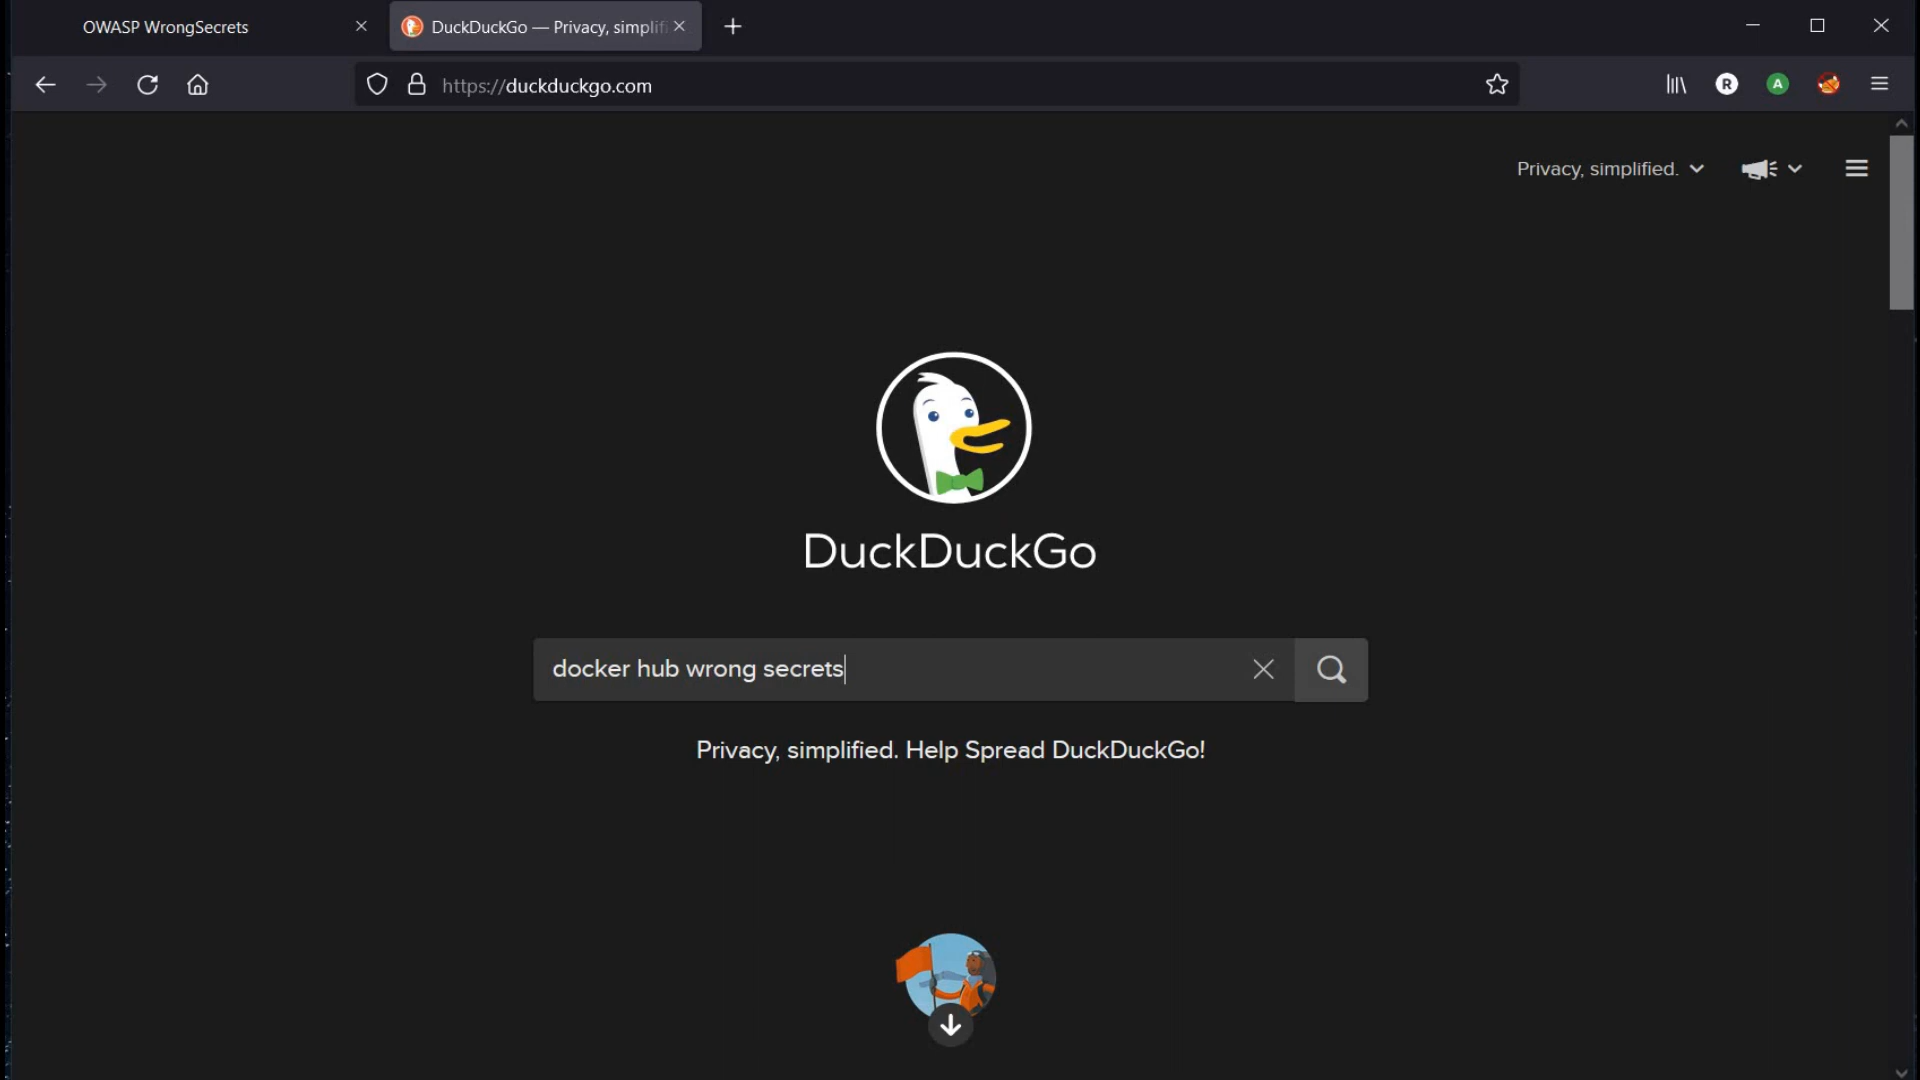 OWASP WrongSecrets
DuckDuckGo — Privacy, simplifi
https://duckduckgo.com
R
A
Privacy, simplified.
DuckDuckGo
docker hub wrong secrets
Privacy, simplified. Help Spread DuckDuckGo!